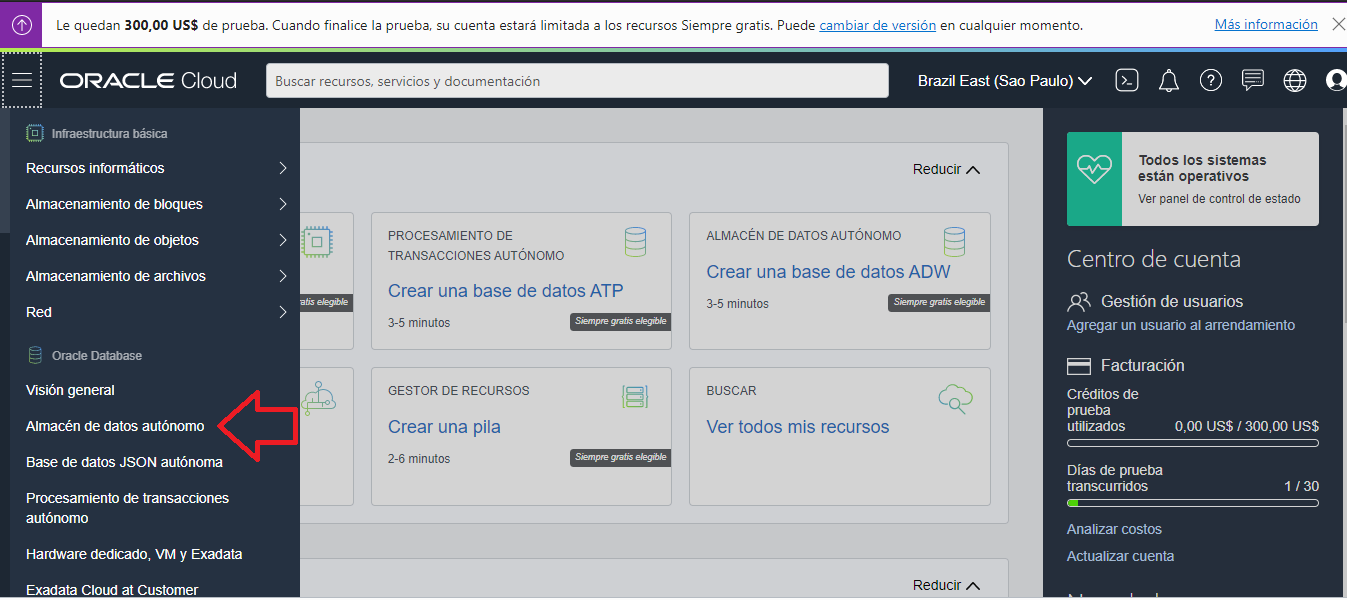 Le quedan 300,00 US$ de prueba. Cuando finalice la prueba, su cuenta estará limitada a los recursos Siempre gratis. Puede cambiar de versión en cualquier momento.
Más información
ORACLE Cloud
Buscar recursos, servicios y documentación
Brazil East (Sao Paulo)
Infraestructura básica
Recursos informáticos
Almacenamiento de bloques
Almacenamiento de objetos
Almacenamiento de archivos
Red
Oracle Database
Visión general
Almacén de datos autónomo
Base de datos JSON autónoma
Procesamiento de transacciones
autónomo
Hardware dedicado, VM y Exadata
Exadata Cloud at Customer
Reducir
elegible
PROCESAMIENTO DE
TRANSACCIONES AUTÓNOMO
Crear una base de datos ATP
3-5 minutos
Siempre gratis elegible
ALMACÉN DE DATOS AUTÓNOMO
Crear una base de datos ADW
3-5 minutos
Siempre gratis elegible
GESTOR DE RECURSOS
Crear una pila
2-6 minutos
Siempre gratis elegible
BUSCAR
Ver todos mis recursos
Reducir
Todos los sistemas
están operativos
Ver panel de control de estado
Centro de cuenta
Gestión de usuarios
Agregar un usuario al arrendamiento
Facturación
Créditos de
prueba
utilizados 0,00 US$ / 300,00 US$
Días de prueba
transcurridos 1 / 30
Analizar costos
Actualizar cuenta